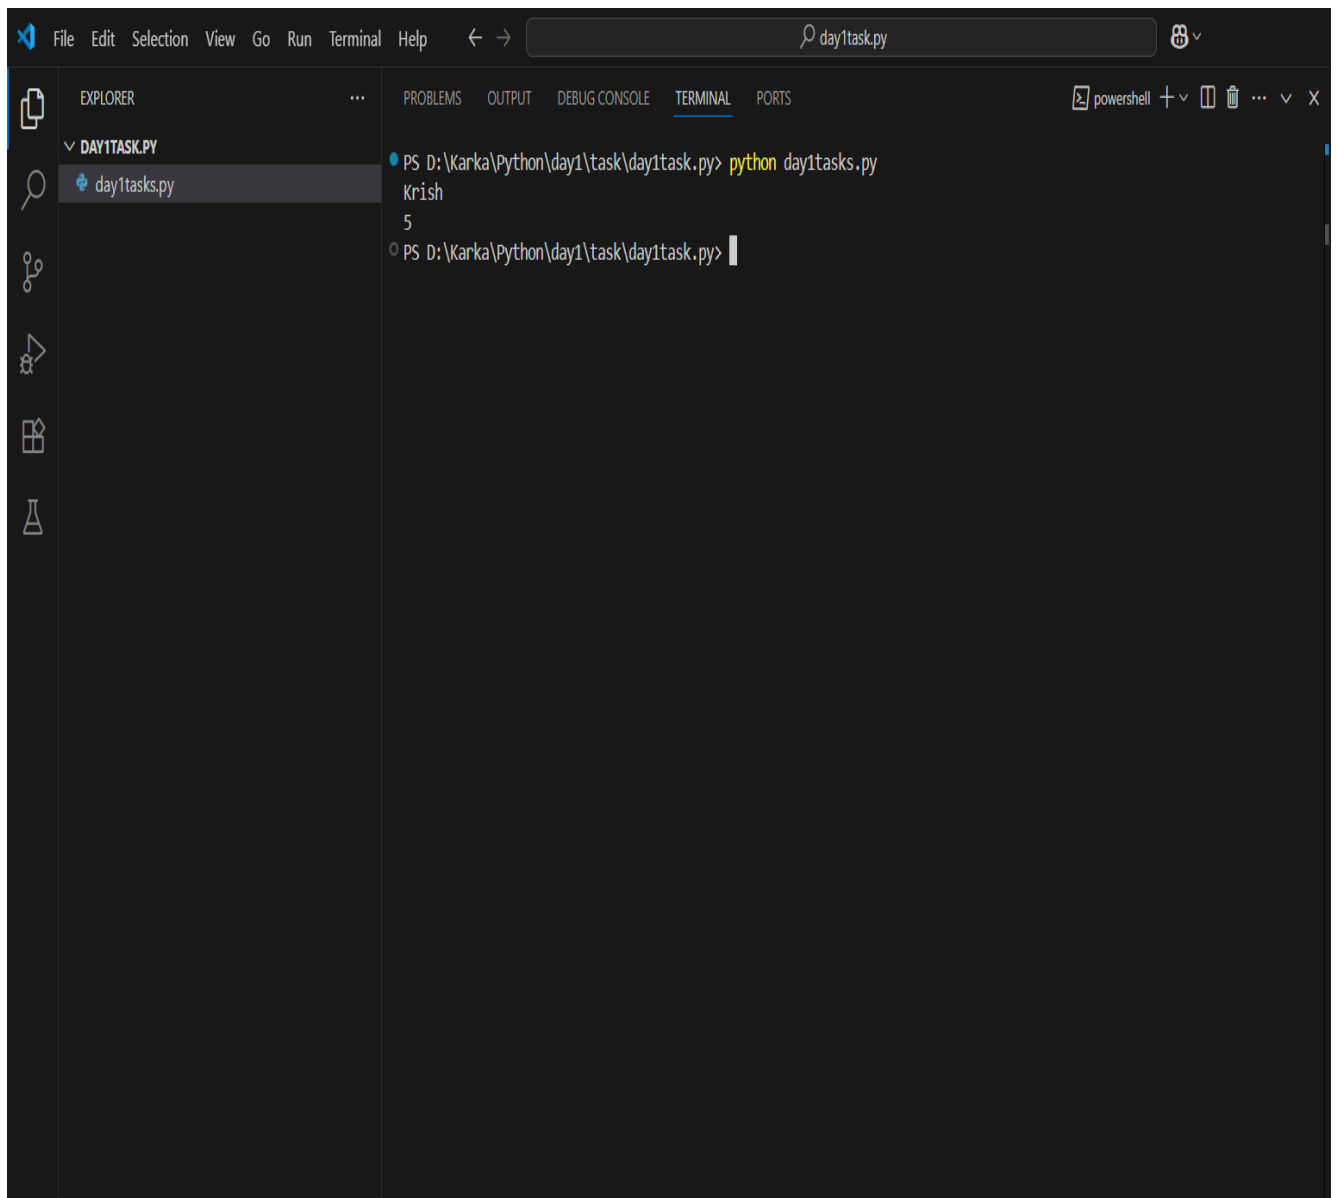 File Edit Selection View Go Run Terminal Help day1task.py
EXPLORER
DAY1TASK.PY
day1tasks.py
PROBLEMS OUTPUT DEBUG CONSOLE TERMINAL PORTS powershell
PS D:\Karka\Python\day1\task\day1task.py> python day1tasks.py
Krish
5
PS D:\Karka\Python\day1\task\day1task.py>